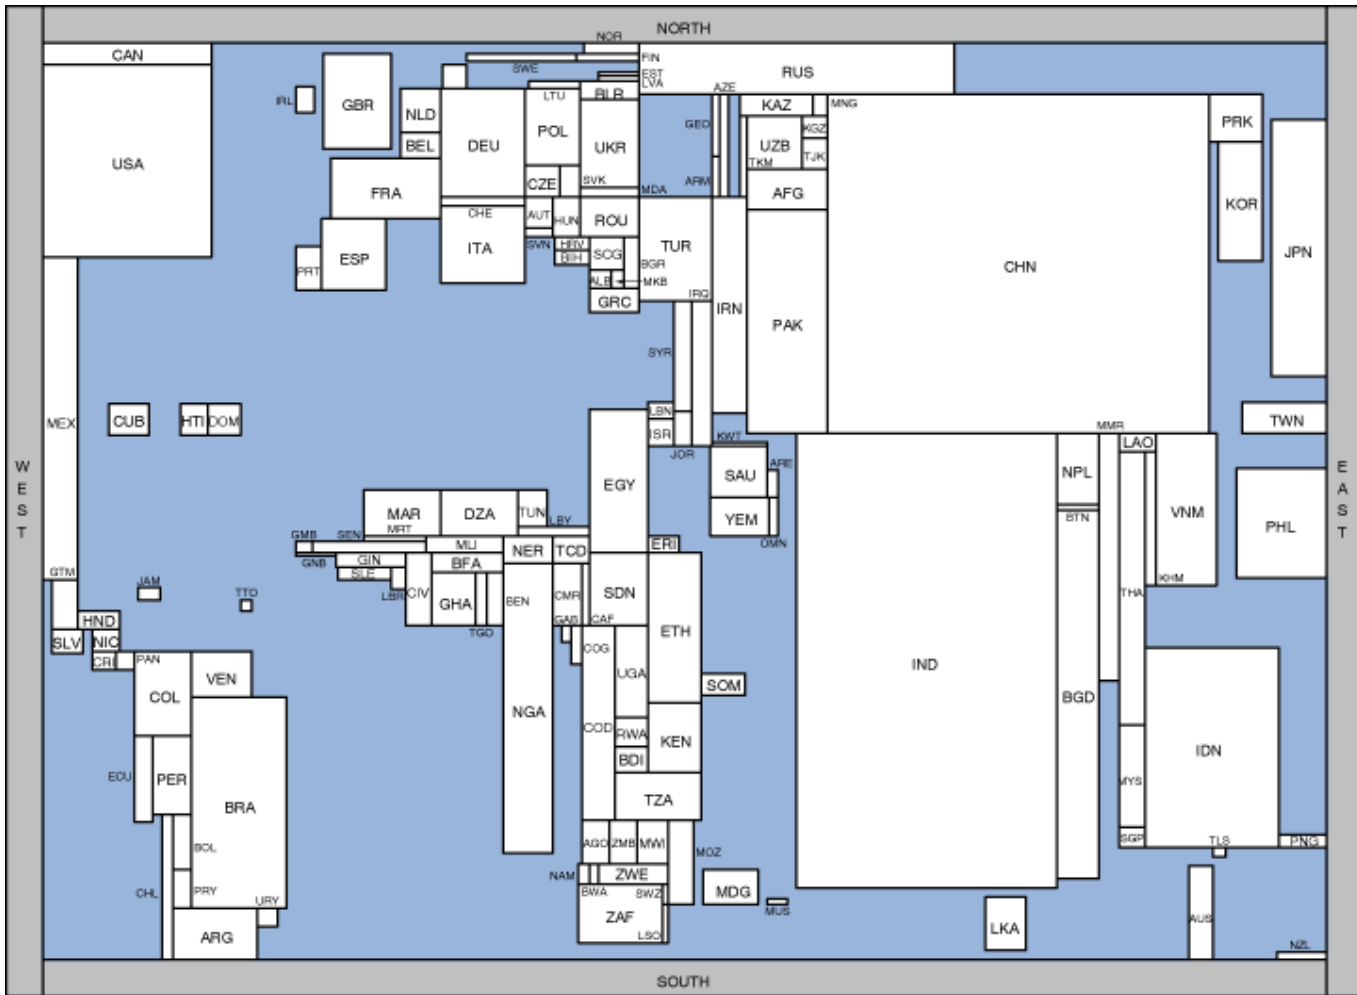 NORTH
NOR
CAN
FIN
SWE
RUS
EST
LVA
AZE
IRL
GBR
LTU
BLR
KAZ
MNG
NLD
POL
GEO
KGZ
PRK
BEL
DEU
UKR
UZB
TJK
USA
TKM
CZE
SVK
ARM
MDA
FRA
AFG
KOR
CHE
AUT
HUN
ROU
ITA
SVN
HRV
BIH
SCG
TUR
BGR
JPN
ESP
PRT
ALB
MKB
IRQ
GRC
IRN
PAK
CHN
SYR
MEX
CUB
HTI
DOM
LBN
ISR
KWT
MMR
TWN
JOR
LAO
WEST
EAST
SAU
ARE
NPL
EGY
MAR
DZA
TUN
LBY
YEM
BTN
VNM
PHL
MRT
GMB
SEN
OMN
MLI
NER
TCD
ERI
GNB
GIN
BFA
GTM
SLE
KHM
JAM
TTO
LBR
CIV
GHA
BEN
CMR
SDN
THA
HND
TGO
GAB
CAF
SLV
NIC
ETH
CRI
PAN
COG
IND
VEN
UGA
SOM
COL
NGA
COD
BGD
RWA
KEN
IDN
BDI
ECU
PER
MYS
BRA
TZA
BOL
AGO
ZMB
MWI
MOZ
SGP
TLS
PNG
NAM
ZWE
CHL
PRY
BWA
SWZ
MDG
URY
MUS
ZAF
AUS
LKA
ARG
LSO
NZL
SOUTH